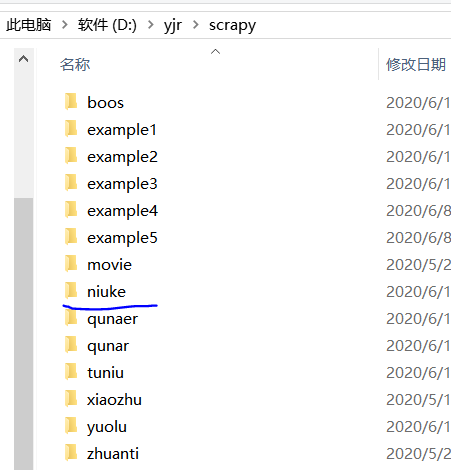 此电脑 > 软件 (D:) > yjr > scrapy
名称 修改日期
boos 2020/6/1
example1 2020/6/1
example2 2020/6/1
example3 2020/6/1
example4 2020/6/8
example5 2020/6/8
movie 2020/5/2
niuke 2020/6/1
qunaer 2020/6/1
qunar 2020/6/1
tuniu 2020/6/1
xiaozhu 2020/5/1
yuolu 2020/6/1
zhuanti 2020/5/2